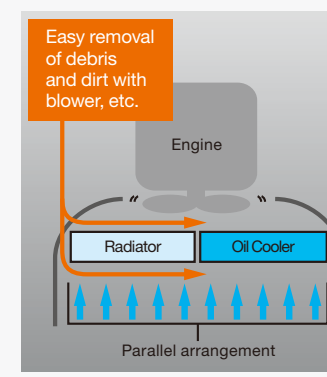 Easy removal
of debris
and dirt with
blower, etc.
Engine
Radiator
Oil Cooler
Parallel arrangement